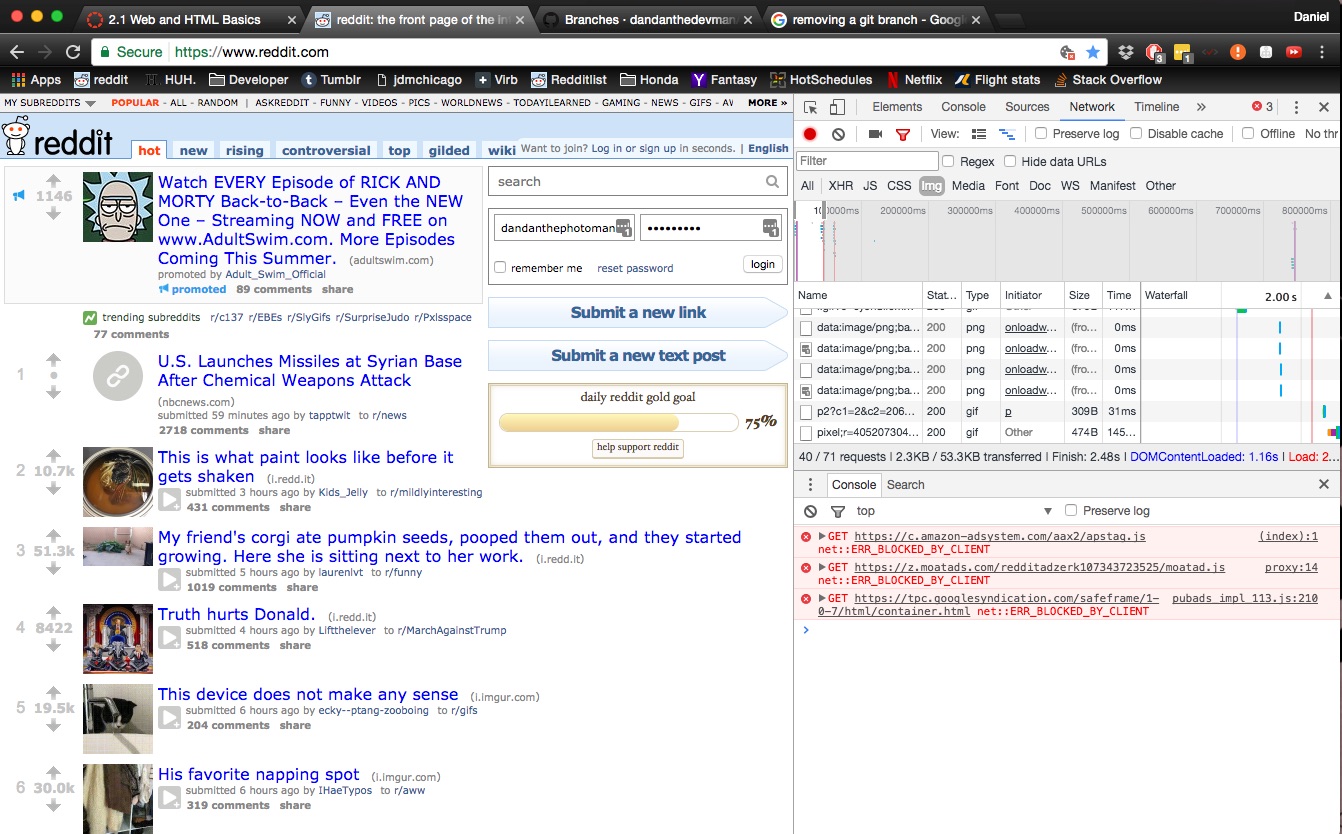 2.1 Web and HTML Basics
reddit: the front page of the in
Branches · dandanthedevman
removing a git branch - Googl
Daniel
Secure https://www.reddit.com
3
1
Apps reddit HUH. Developer Tumblr jdmchicago Virb Redditlist Honda Fantasy HotSchedules Netflix Flight stats Stack Overflow
MY SUBREDDITS POPULAR - ALL - RANDOM | ASKREDDIT - FUNNY - VIDEOS - PICS - WORLDNEWS - TODAYILEARNED - GAMING - NEWS - GIFS - AV MORE »
reddit hot new rising controversial top gilded wiki
Want to join? Log in or sign up in seconds. | English
1146
Watch EVERY Episode of RICK AND
MORTY Back-to-Back – Even the NEW
One – Streaming NOW and FREE on
www.AdultSwim.com. More Episodes
Coming This Summer. (adultswim.com)
promoted by Adult_Swim_Official
promoted 89 comments share
trending subreddits r/c137 r/EBEs r/SlyGifs r/SurpriseJudo r/PxlsSpace
77 comments
1
U.S. Launches Missiles at Syrian Base
After Chemical Weapons Attack
(nbcnews.com)
submitted 59 minutes ago by tapptwit to r/news
2718 comments share
2 10.7k
This is what paint looks like before it
gets shaken (i.redd.it)
submitted 3 hours ago by Kids_Jelly to r/mildlyinteresting
431 comments share
3 51.3k
My friend's corgi ate pumpkin seeds, pooped them out, and they started
growing. Here she is sitting next to her work. (i.redd.it)
submitted 5 hours ago by laurenlvt to r/funny
1019 comments share
4 8422
Truth hurts Donald. (i.redd.it)
submitted 4 hours ago by Liftthelever to r/MarchAgainstTrump
518 comments share
5 19.5k
This device does not make any sense (i.imgur.com)
submitted 6 hours ago by ecky--ptang-zooboing to r/gifs
204 comments share
6 30.0k
His favorite napping spot (i.imgur.com)
submitted 6 hours ago by IHaeTypos to r/aww
319 comments share
search
dandanthephotoman •••••••••
remember me reset password login
Submit a new link
Submit a new text post
daily reddit gold goal
75%
help support reddit
Elements Console Sources Network Timeline » 3
View: Preserve log Disable cache Offline No thr
Filter Regex Hide data URLs
All XHR JS CSS Img Media Font Doc WS Manifest Other
200000ms 300000ms 400000ms 500000ms 600000ms 700000ms 800000ms
Name Stat... Type Initiator Size Time Waterfall 2.00 s
data:image/png;ba... 200 png onloadw... (fro... 0ms
data:image/png;ba... 200 png onloadw... (fro... 0ms
data:image/png;ba... 200 png onloadw... (fro... 0ms
data:image/png;ba... 200 png onloadw... (fro... 0ms
p2?c1=2&c2=206... 200 gif p 309B 31ms
pixel;r=405207304... 200 gif Other 474B 145...
40 / 71 requests | 2.3KB / 53.3KB transferred | Finish: 2.48s | DOMContentLoaded: 1.16s | Load: 2...
Console Search
top Preserve log
GET https://c.amazon-adsystem.com/aax2/apstag.js (index):1
net::ERR_BLOCKED_BY_CLIENT
GET https://z.moatads.com/redditadzerk107343723525/moatad.js proxy:14
net::ERR_BLOCKED_BY_CLIENT
GET https://tpc.googlesyndication.com/safeframe/1- pubads_impl_113.js:210
0-7/html/container.html net::ERR_BLOCKED_BY_CLIENT